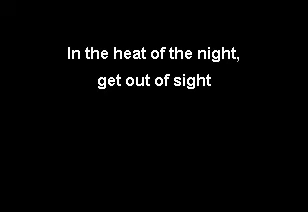 In the heat of the night,
get out of sight